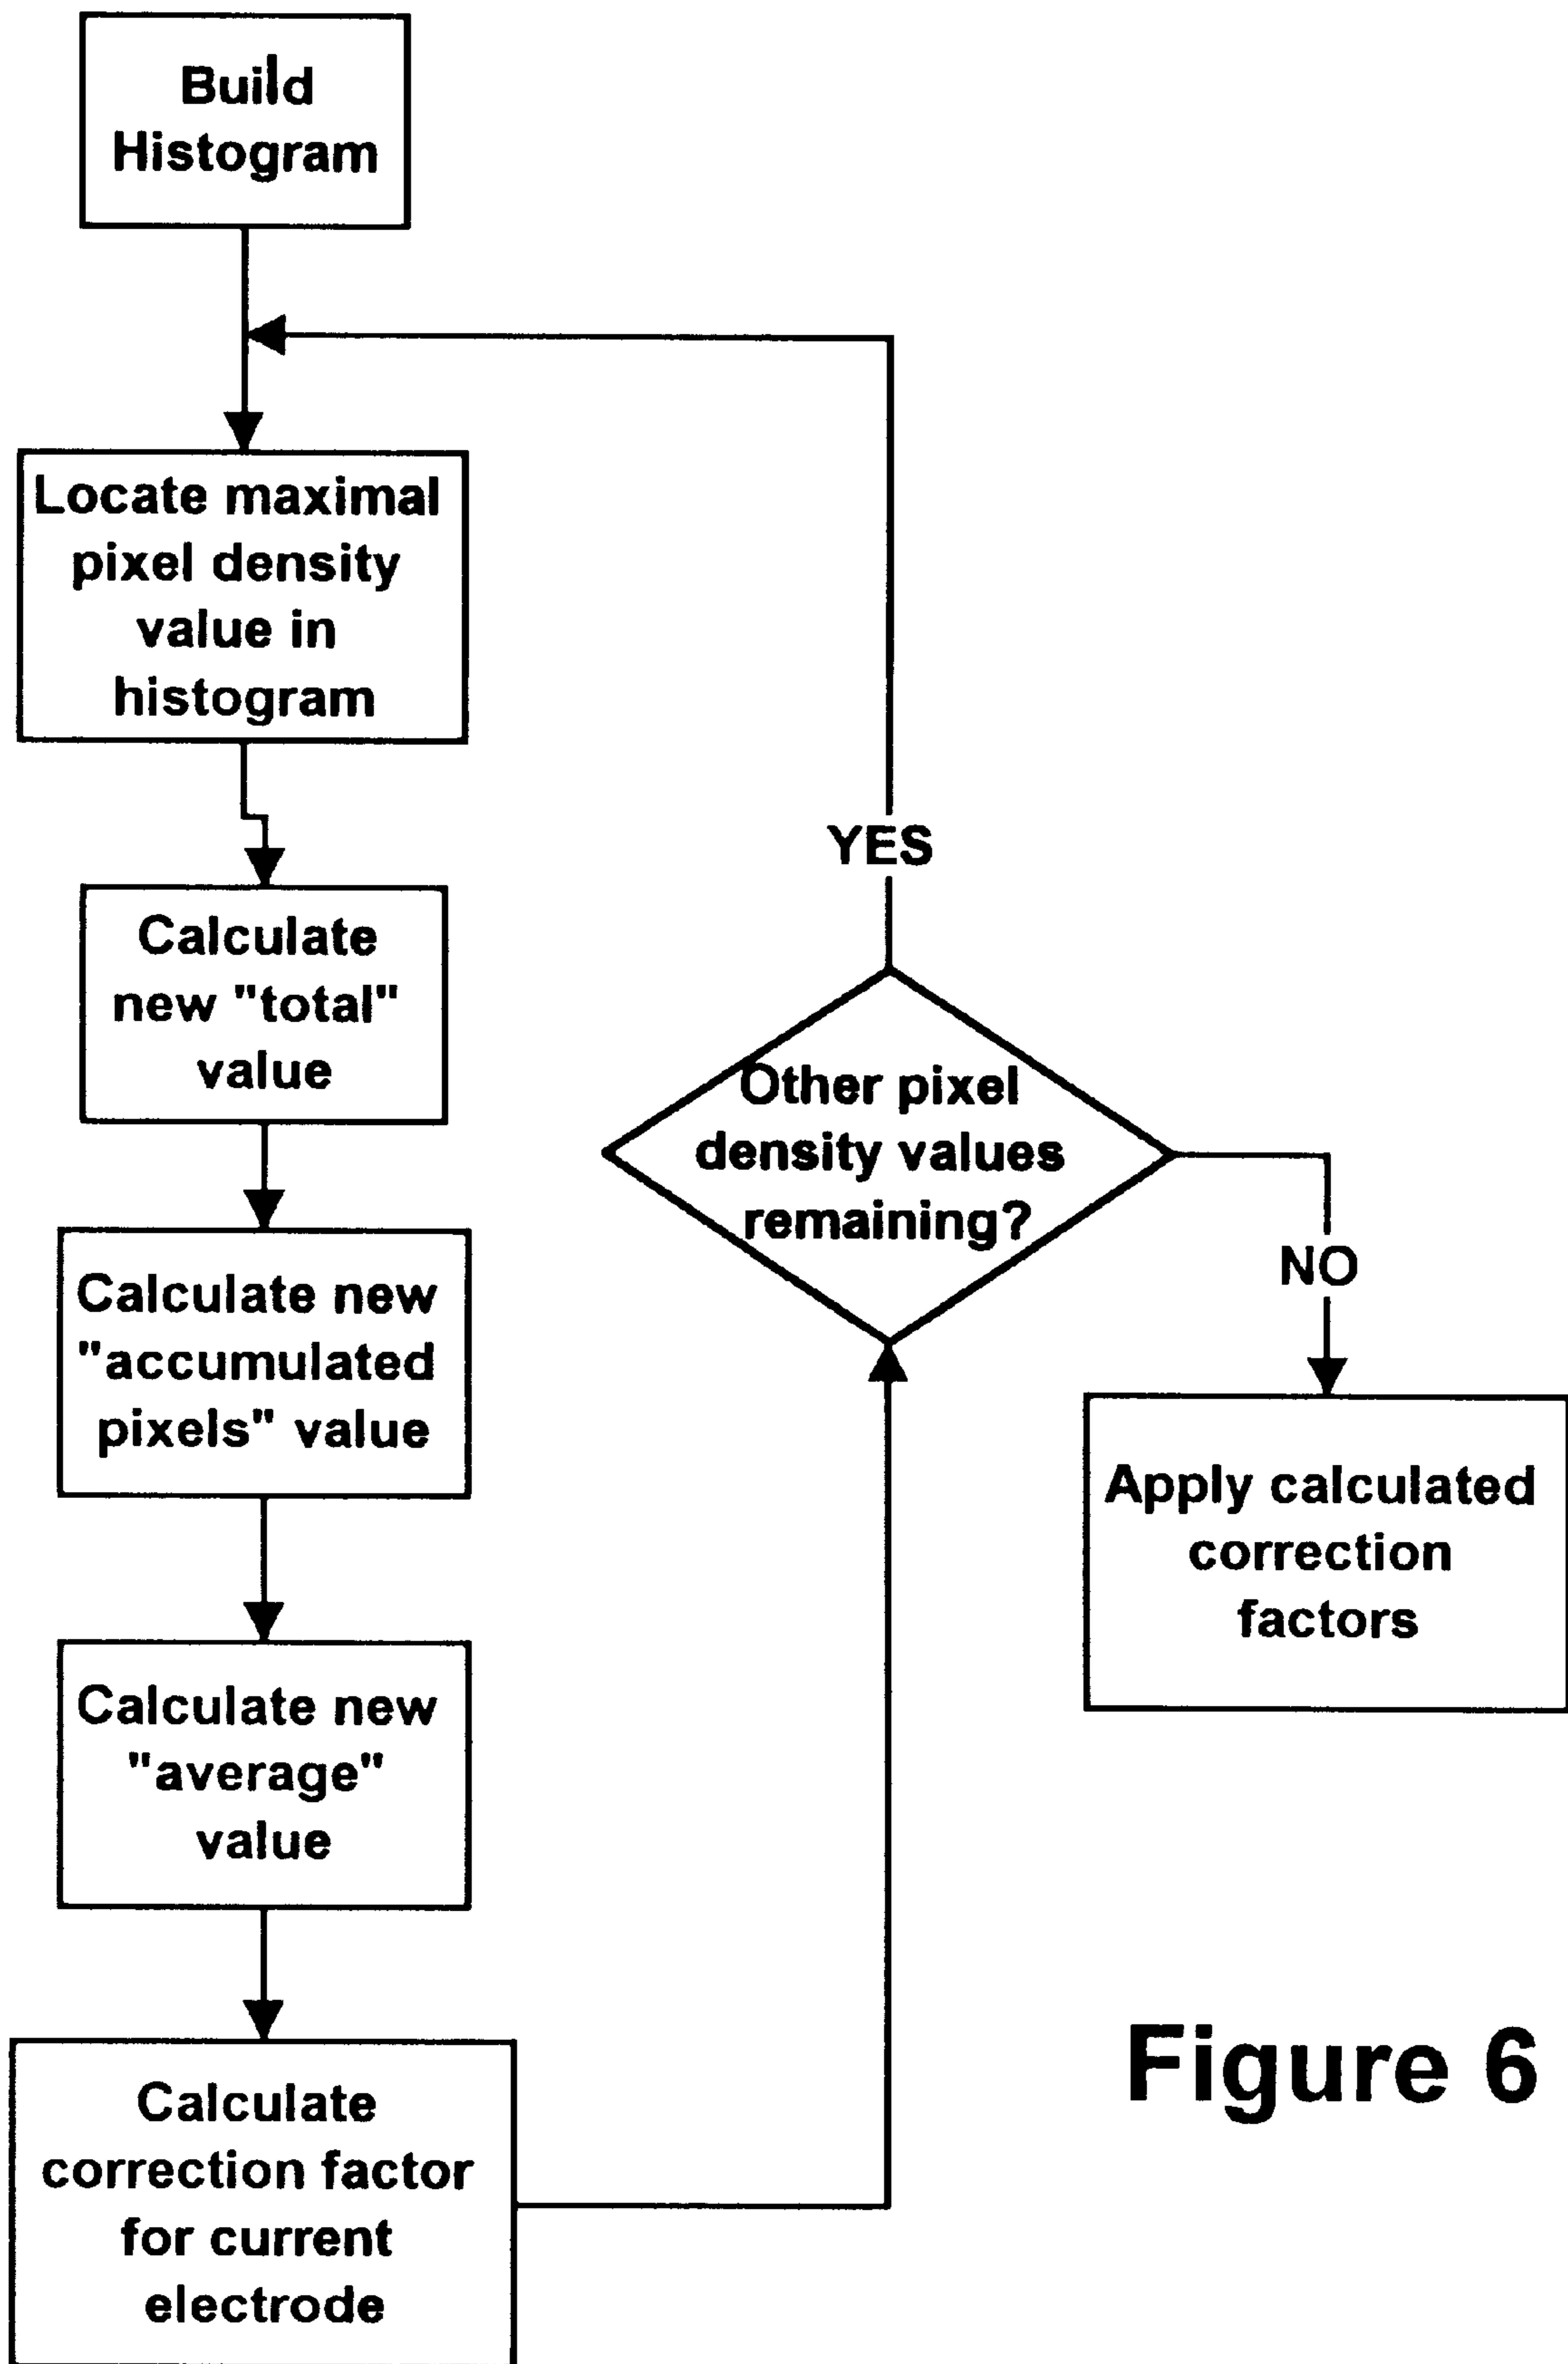 Build
Histogram
Locate maximal
pixel density
value in
histogram
Calculate
new "total"
value
Calculate new
"accumulated
pixels" value
Calculate new
"average"
value
Calculate
correction factor
for current
electrode
YES
Other pixel
density values
remaining?
NO
Apply calculated
correction
factors
Figure 6